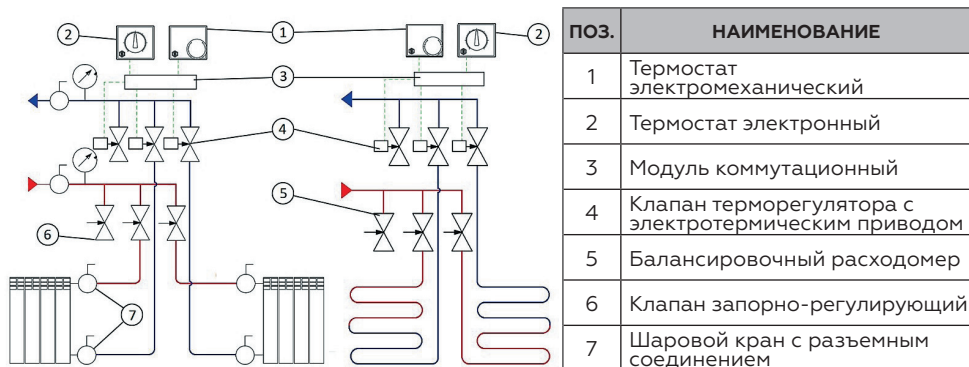 2
1
2
3
4
5
6
7
ПОЗ. НАИМЕНОВАНИЕ
1 Термостат
электромеханический
2 Термостат электронный
3 Модуль коммутационный
4 Клапан терморегулятора с
электротермическим приводом
5 Балансировочный расходомер
6 Клапан запорно-регулирующий
7 Шаровой кран с разъемным
соединением